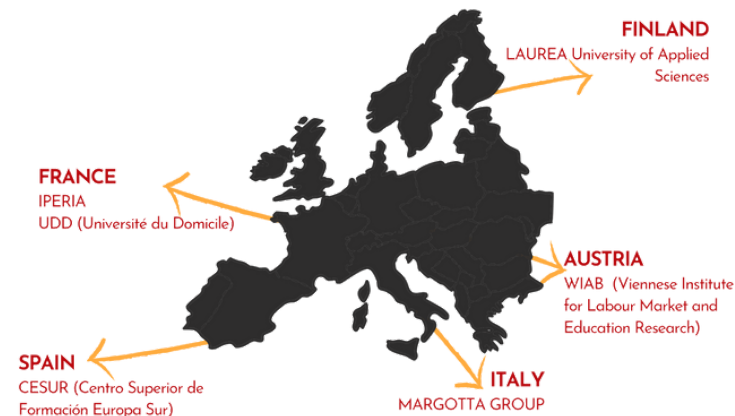 FINLAND
LAUREA University of Applied
Sciences
FRANCE
IPERIA
UDD (Université du Domicile)
AUSTRIA
WIAB (Viennese Institute
for Labour Market and
Education Research)
SPAIN
CESUR (Centro Superior de
Formación Europa Sur)
ITALY
MARGOTTA GROUP